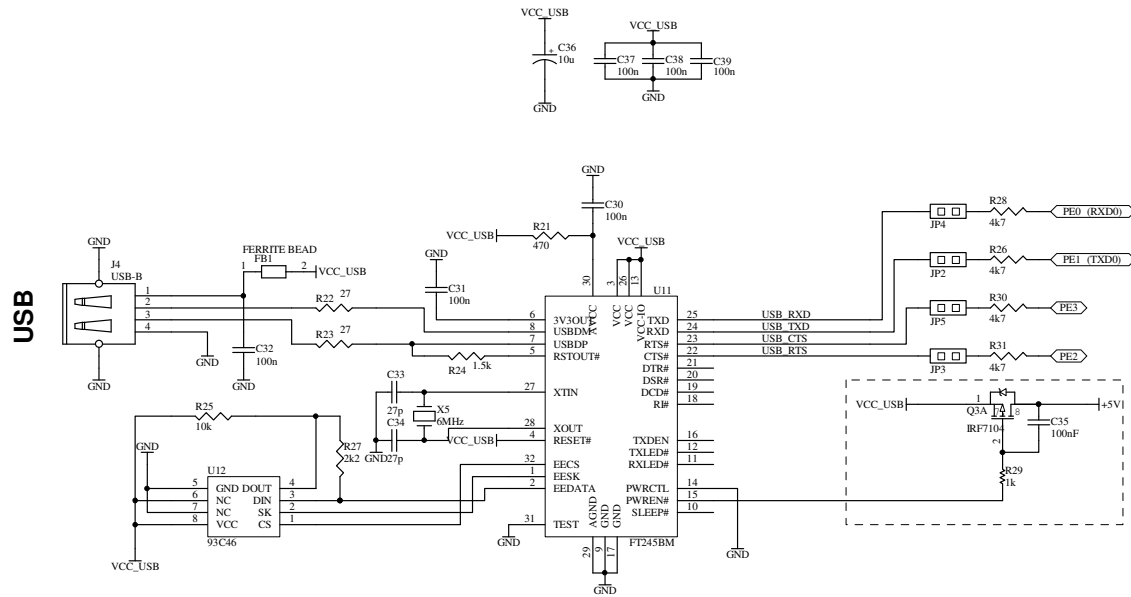 VCC_USB
C36
10u
GND
VCC_USB
C37
100n
C38
100n
C39
100n
GND
USB
GND
J4
USB-B
1
2
3
4
GND
FERRITE BEAD
FB1
1
2
VCC_USB
R22
27
R23
27
GND
C32
100n
GND
GND
C31
100n
R24
1.5k
VCC_USB
R21
470
GND
C30
100n
VCC_USB
30
3
26
13
U11
AVCC
VCC
VCC
VCC-IO
6
3V3OUT
8
USBDM
7
USBDP
5
RSTOUT#
27
XTIN
28
XOUT
4
RESET#
32
EECS
1
EESK
2
EEDATA
31
TEST
TXD
25
RXD
24
RTS#
23
CTS#
22
DTR#
21
DSR#
20
DCD#
19
RI#
18
TXDEN
16
TXLED#
12
RXLED#
11
PWRCTL
14
PWREN#
15
SLEEP#
10
AGND
GND
GND
29
9
17
FT245BM
GND
GND
GND
C33
27p
C34
27p
GND
X5
6MHz
VCC_USB
R25
10k
R27
2k2
GND
U12
5
GND
DOUT
4
6
NC
DIN
3
7
NC
SK
2
8
VCC
CS
1
93C46
VCC_USB
USB_RXD
USB_TXD
USB_CTS
USB_RTS
JP4
R28
4k7
PE0 (RXD0)
JP2
R26
4k7
PE1 (TXD0)
JP5
R30
4k7
PE3
JP3
R31
4k7
PE2
VCC_USB
1
Q3A
IRF7104
7
8
2
C35
100nF
+5V
R29
1k